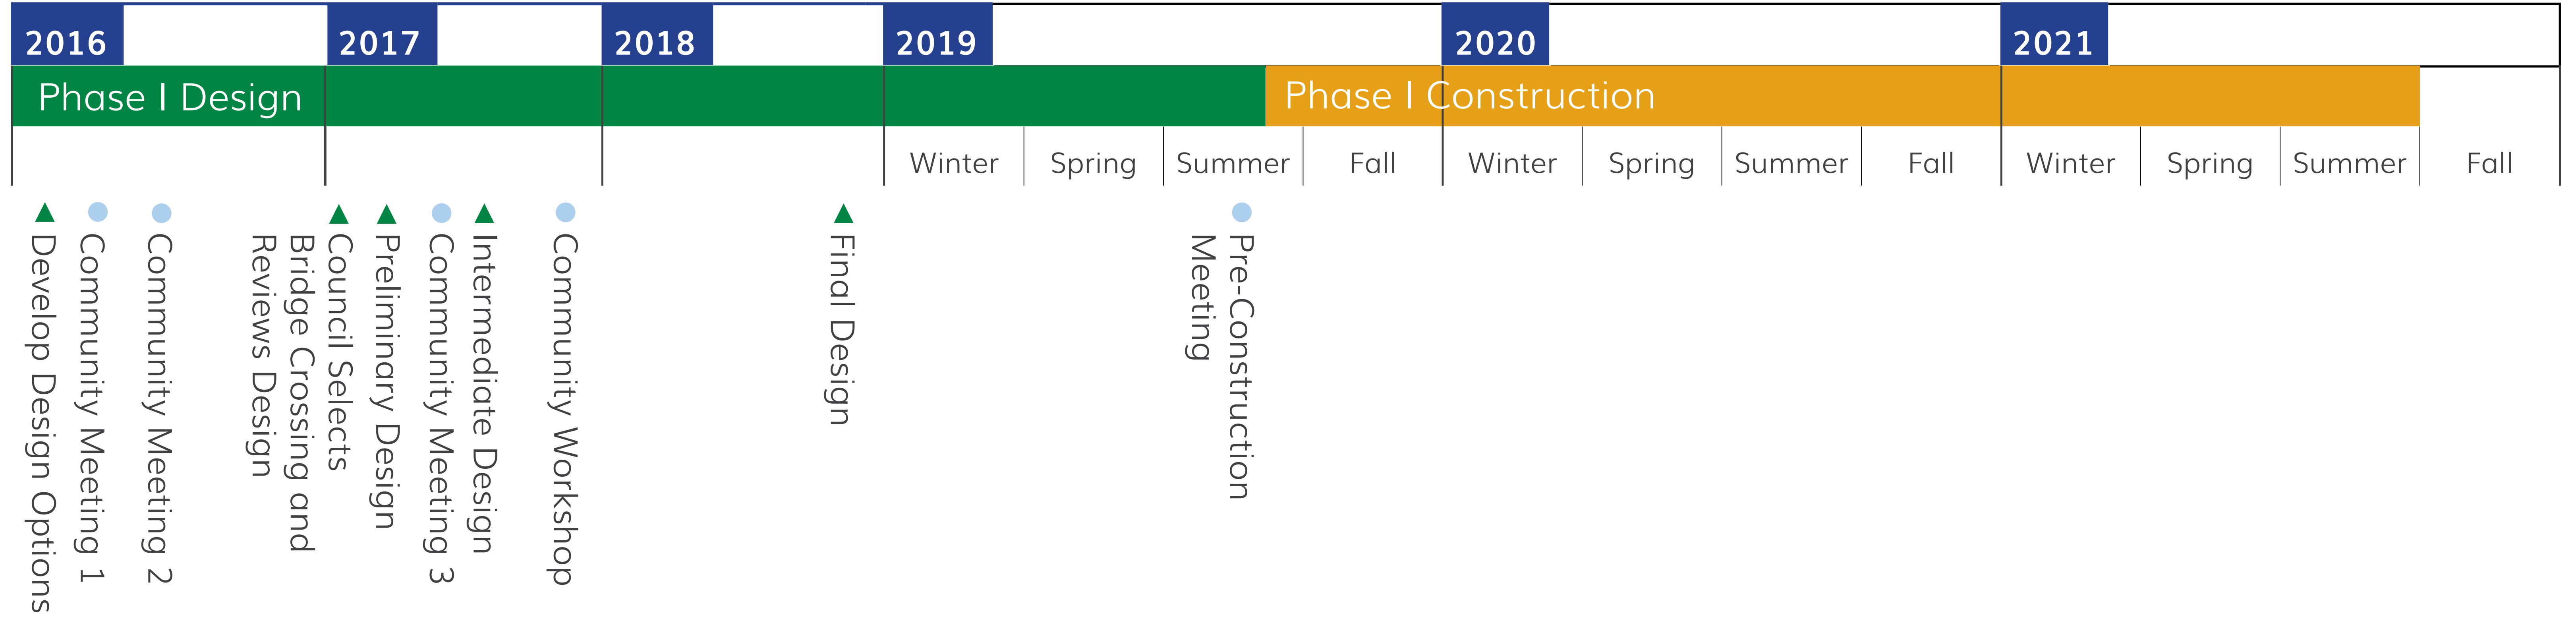 2016
2017
2018
2019
2020
2021
Phase I Design
Phase I Construction
Winter
Spring
Summer
Fall
Winter
Spring
Summer
Fall
Winter
Spring
Summer
Fall
Develop Design Options
Community Meeting 1
Community Meeting 2
Council Selects
Bridge Crossing and
Reviews Design
Preliminary Design
Community Meeting 3
Intermediate Design
Community Workshop
Final Design
Pre-Construction
Meeting